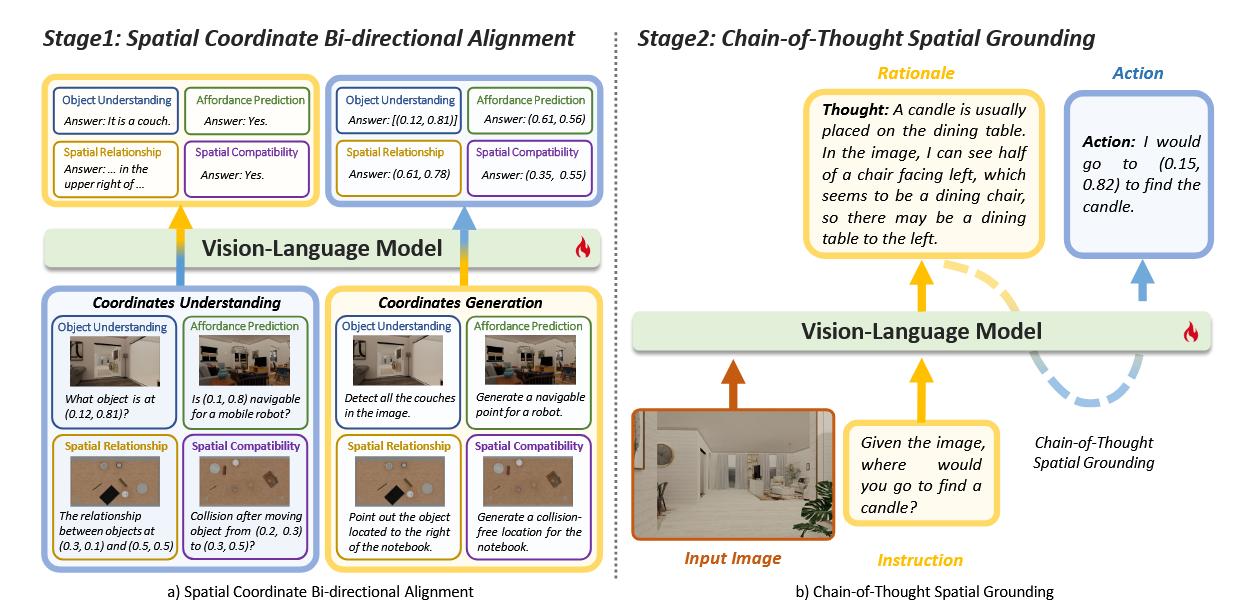 Stage1: Spatial Coordinate Bi-directional Alignment
Object Understanding
Answer: It is a couch.
Affordance Prediction
Answer: Yes.
Spatial Relationship
Answer: ... in the
upper right of ...
Spatial Compatibility
Answer: Yes.
Object Understanding
Answer: [(0.12, 0.81)]
Affordance Prediction
Answer: (0.61, 0.56)
Spatial Relationship
Answer: (0.61, 0.78)
Spatial Compatibility
Answer: (0.35, 0.55)
Vision-Language Model
Coordinates Understanding
Object Understanding
What object is at
(0.12, 0.81)?
Affordance Prediction
Is (0.1, 0.8) navigable
for a mobile robot?
Spatial Relationship
The relationship
between objects at
(0.3, 0.1) and (0.5, 0.5)
Spatial Compatibility
Collision after moving
object from (0.2, 0.3)
to (0.3, 0.5)?
Coordinates Generation
Object Understanding
Detect all the couches
in the image.
Affordance Prediction
Generate a navigable
point for a robot.
Spatial Relationship
Point out the object
located to the right
of the notebook.
Spatial Compatibility
Generate a collision-
free location for the
notebook.
a) Spatial Coordinate Bi-directional Alignment
Stage2: Chain-of-Thought Spatial Grounding
Rationale
Thought: A candle is usually
placed on the dining table.
In the image, I can see half
of a chair facing left, which
seems to be a dining chair,
so there may be a dining
table to the left.
Action
Action: I would
go to (0.15,
0.82) to find the
candle.
Vision-Language Model
Input Image
Given the image,
where would
you go to find a
candle?
Instruction
Chain-of-Thought
Spatial Grounding
b) Chain-of-Thought Spatial Grounding